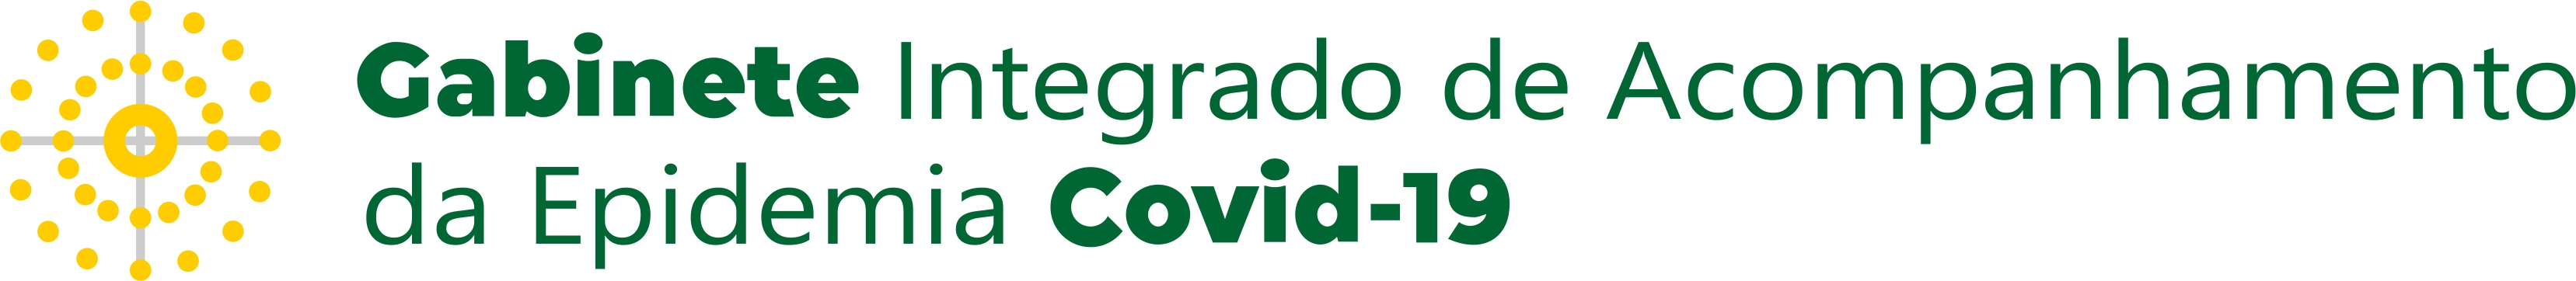 Gabinete Integrado de Acompanhamento
da Epidemia Covid-19